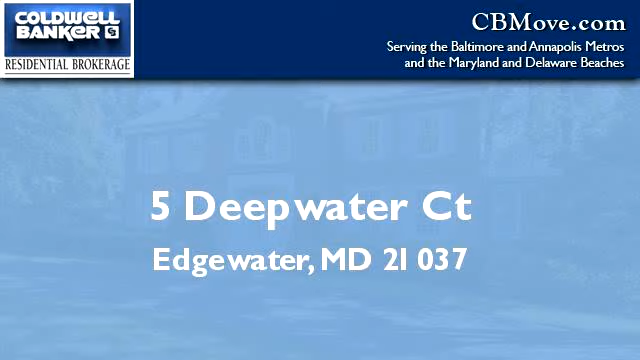 COLDWELL
BANKER
RESIDENTIAL BROKERAGE
CBMove.com
Serving the Baltimore and Annapolis Metros
and the Maryland and Delaware Beaches
5 Deepwater Ct
Edgewater, MD 21037